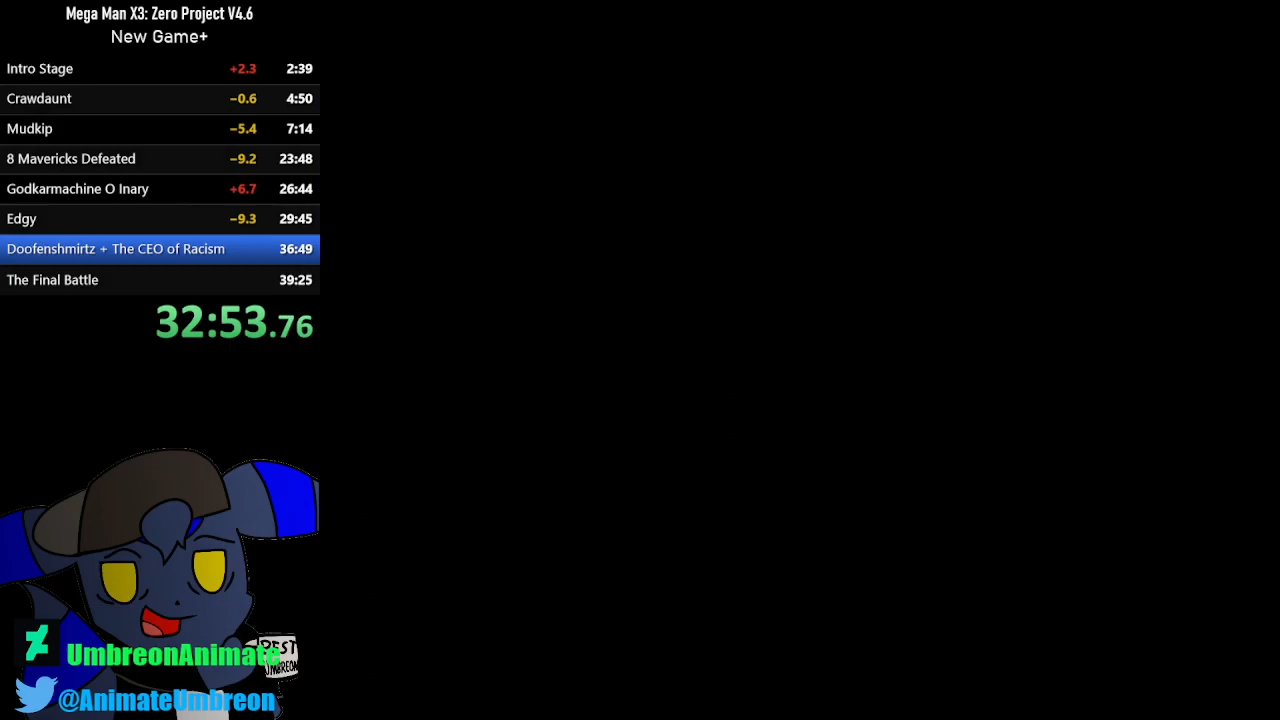 Mega Man X3: Zero Project V4.6
New Game+
Intro Stage +2.3 2:39
Crawdaunt −0.6 4:50
Mudkip −5.4 7:14
8 Mavericks Defeated −9.2 23:48
Godkarmachine O Inary +6.7 26:44
Edgy −9.3 29:45
Doofenshmirtz + The CEO of Racism 36:49
The Final Battle 39:25
32:53.76
BEST
UMBREON
UmbreonAnimate
@AnimateUmbreon